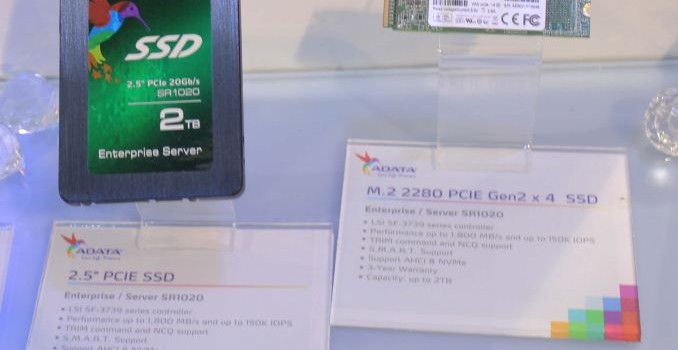 SSD
2.5" PCIe 20Gb/s
SR1020
2TB
Enterprise Server
ADATA
2.5" PCIE SSD
Enterprise / Server SR1020
• LSI SF-3739 series controller
• Performance up to 1,800 MB/s and up to 150K IOPS
• TRIM command and NCQ support
• S.M.A.R.T. Support
• Support AHCI & NVMe
ADATA
M.2 2280 PCIE Gen2 x 4 SSD
Enterprise / Server SR1020
• LSI SF-3739 series controller
• Performance up to 1,800 MB/s and up to 150K IOPS
• TRIM command and NCQ support
• S.M.A.R.T. Support
• Support AHCI & NVMe
• 3-Year Warranty
• Capacity: up to 2TB